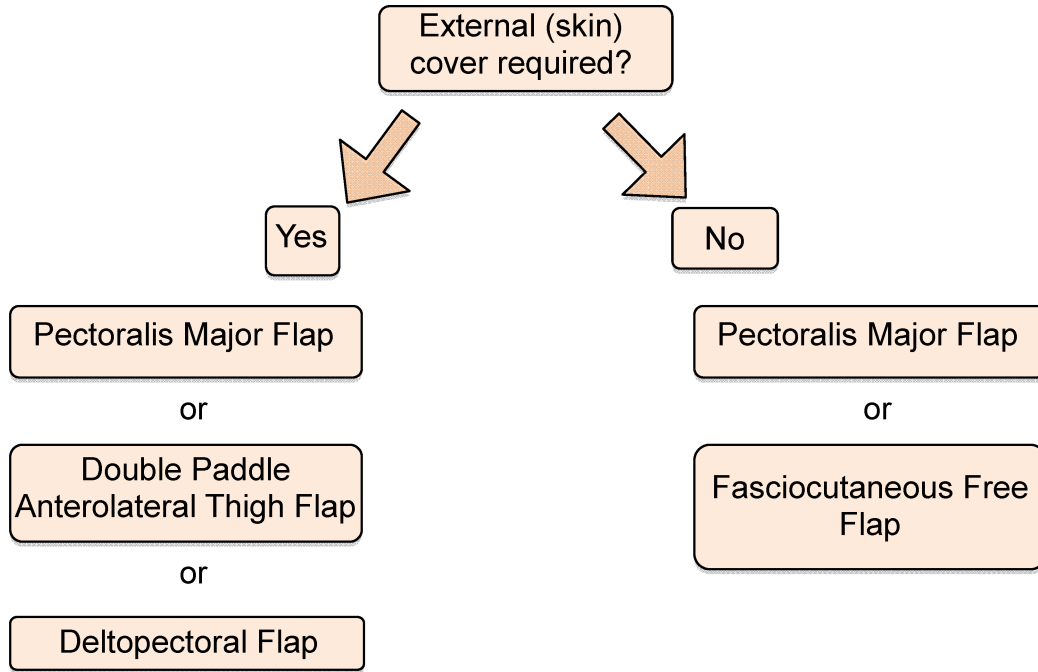 External (skin)
cover required?
Yes
No
Pectoralis Major Flap
or
Double Paddle
Anterolateral Thigh Flap
or
Deltopectoral Flap
Pectoralis Major Flap
or
Fasciocutaneous Free
Flap